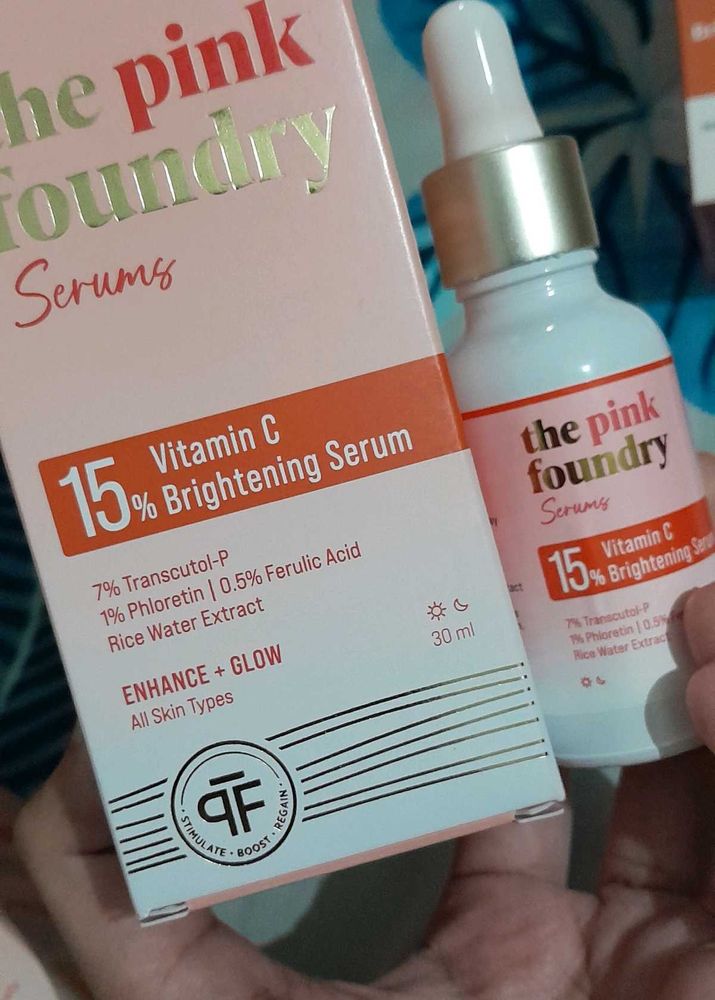 the pink
foundry
Serums
15% Vitamin C
Brightening Serum
7% Transcutol-P
1% Phloretin | 0.5% Ferulic Acid
Rice Water Extract
30 ml
ENHANCE + GLOW
All Skin Types
PF
STIMULATE · BOOST · REGAIN
the pink
foundry
Serums
15% Vitamin C
Brightening Serum
7% Transcutol-P
1% Phloretin | 0.5%
Rice Water Extract